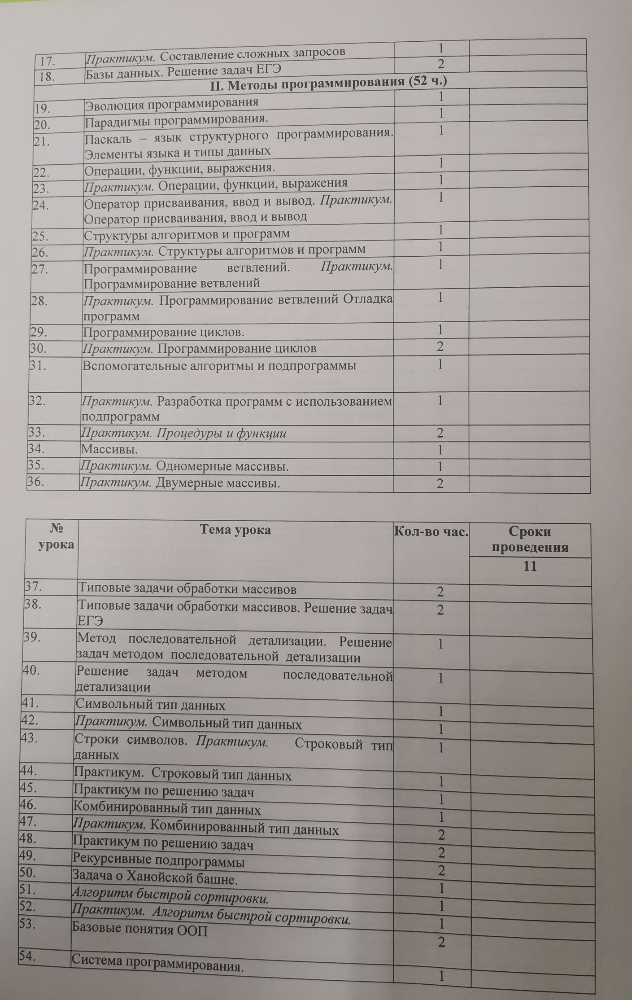 17. Практикум. Составление сложных запросов 1
18. Базы данных. Решение задач ЕГЭ 2
II. Методы программирования (52 ч.)
19. Эволюция программирования 1
20. Парадигмы программирования. 1
21. Паскаль – язык структурного программирования. 1
Элементы языка и типы данных
22. Операции, функции, выражения. 1
23. Практикум. Операции, функции, выражения 1
24. Оператор присваивания, ввод и вывод. Практикум. 1
Оператор присваивания, ввод и вывод
25. Структуры алгоритмов и программ 1
26. Практикум. Структуры алгоритмов и программ 1
27. Программирование ветвлений. Практикум. 1
Программирование ветвлений
28. Практикум. Программирование ветвлений Отладка 1
программ
29. Программирование циклов. 1
30. Практикум. Программирование циклов 2
31. Вспомогательные алгоритмы и подпрограммы 1
32. Практикум. Разработка программ с использованием 1
подпрограмм
33. Практикум. Процедуры и функции 2
34. Массивы. 1
35. Практикум. Одномерные массивы. 1
36. Практикум. Двумерные массивы. 2
№ Тема урока Кол-во час. Сроки
урока проведения
11
37. Типовые задачи обработки массивов 2
38. Типовые задачи обработки массивов. Решение задач 2
ЕГЭ
39. Метод последовательной детализации. Решение 1
задач методом последовательной детализации
40. Решение задач методом последовательной 1
детализации
41. Символьный тип данных 1
42. Практикум. Символьный тип данных 1
43. Строки символов. Практикум. Строковый тип 1
данных
44. Практикум. Строковый тип данных 1
45. Практикум по решению задач 1
46. Комбинированный тип данных 1
47. Практикум. Комбинированный тип данных 2
48. Практикум по решению задач 2
49. Рекурсивные подпрограммы 2
50. Задача о Ханойской башне. 1
51. Алгоритм быстрой сортировки. 1
52. Практикум. Алгоритм быстрой сортировки. 1
53. Базовые понятия ООП 2
54. Система программирования. 1